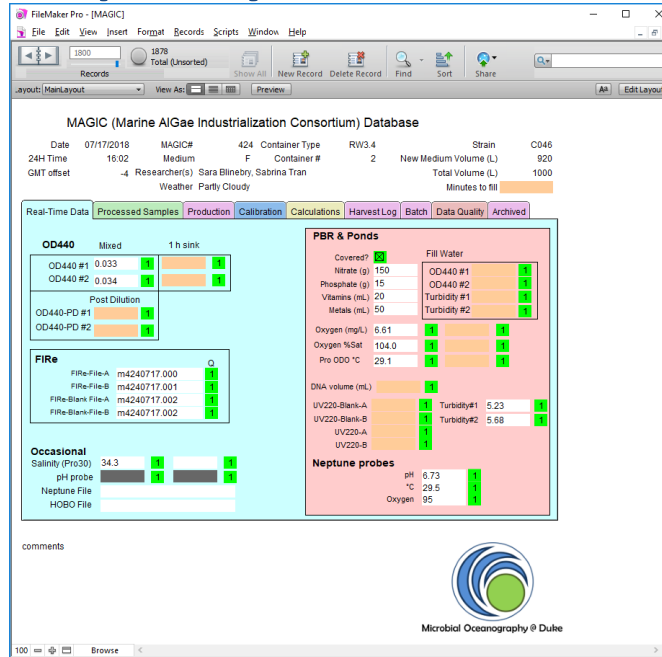 FileMaker Pro - [MAGIC]
File Edit View Insert Format Records Scripts Window Help
1800
1878
Total (Unsorted)
Records
Show All New Record Delete Record Find Sort Share
Layout: MainLayout View As: Preview Aa Edit Layout
MAGIC (Marine AlGae Industrialization Consortium) Database
Date 07/17/2018 MAGIC# 424 Container Type RW3.4 Strain C046
24H Time 16:02 Medium F Container # 2 New Medium Volume (L) 920
GMT offset -4 Researcher(s) Sara Blineby, Sabrina Tran Total Volume (L) 1000
Weather Partly Cloudy Minutes to fill
Real-Time Data Processed Samples Production Calibration Calculations Harvest Log Batch Data Quality Archived
OD440 Mixed 1 h sink
OD440 #1 0.033 1 1
OD440 #2 0.034 1 1
Post Dilution
OD440-PD #1 1
OD440-PD #2 1
FIRe Q
FIRe-File-A m4240717.000 1
FIRe-File-B m4240717.001 1
FIRe-Blank File-A m4240717.002 1
FIRe-Blank-File-B m4240717.002 1
Occasional
Salinity (Pro30) 34.3 1 1
pH probe 1 1
Neptune File
HOBO File
PBR & Ponds
Covered? Fill Water
Nitrate (g) 150 OD440 #1 1
Phosphate (g) 15 OD440 #2 1
Vitamins (mL) 20 Turbidity #1 1
Metals (mL) 50 Turbidity #2 1
Oxygen (mg/L) 6.61 1 1
Oxygen %Sat 104.0 1 1
Pro ODO °C 29.1 1 1
DNA volume (mL) 1
UV220-Blank-A 1 Turbidity#1 5.23 1
UV220-Blank-B 1 Turbidity#2 5.68 1
UV220-A 1
UV220-B 1
Neptune probes
pH 6.73 1
°C 29.5 1
Oxygen 95 1
comments
Microbial Oceanography @ Duke
100 Browse